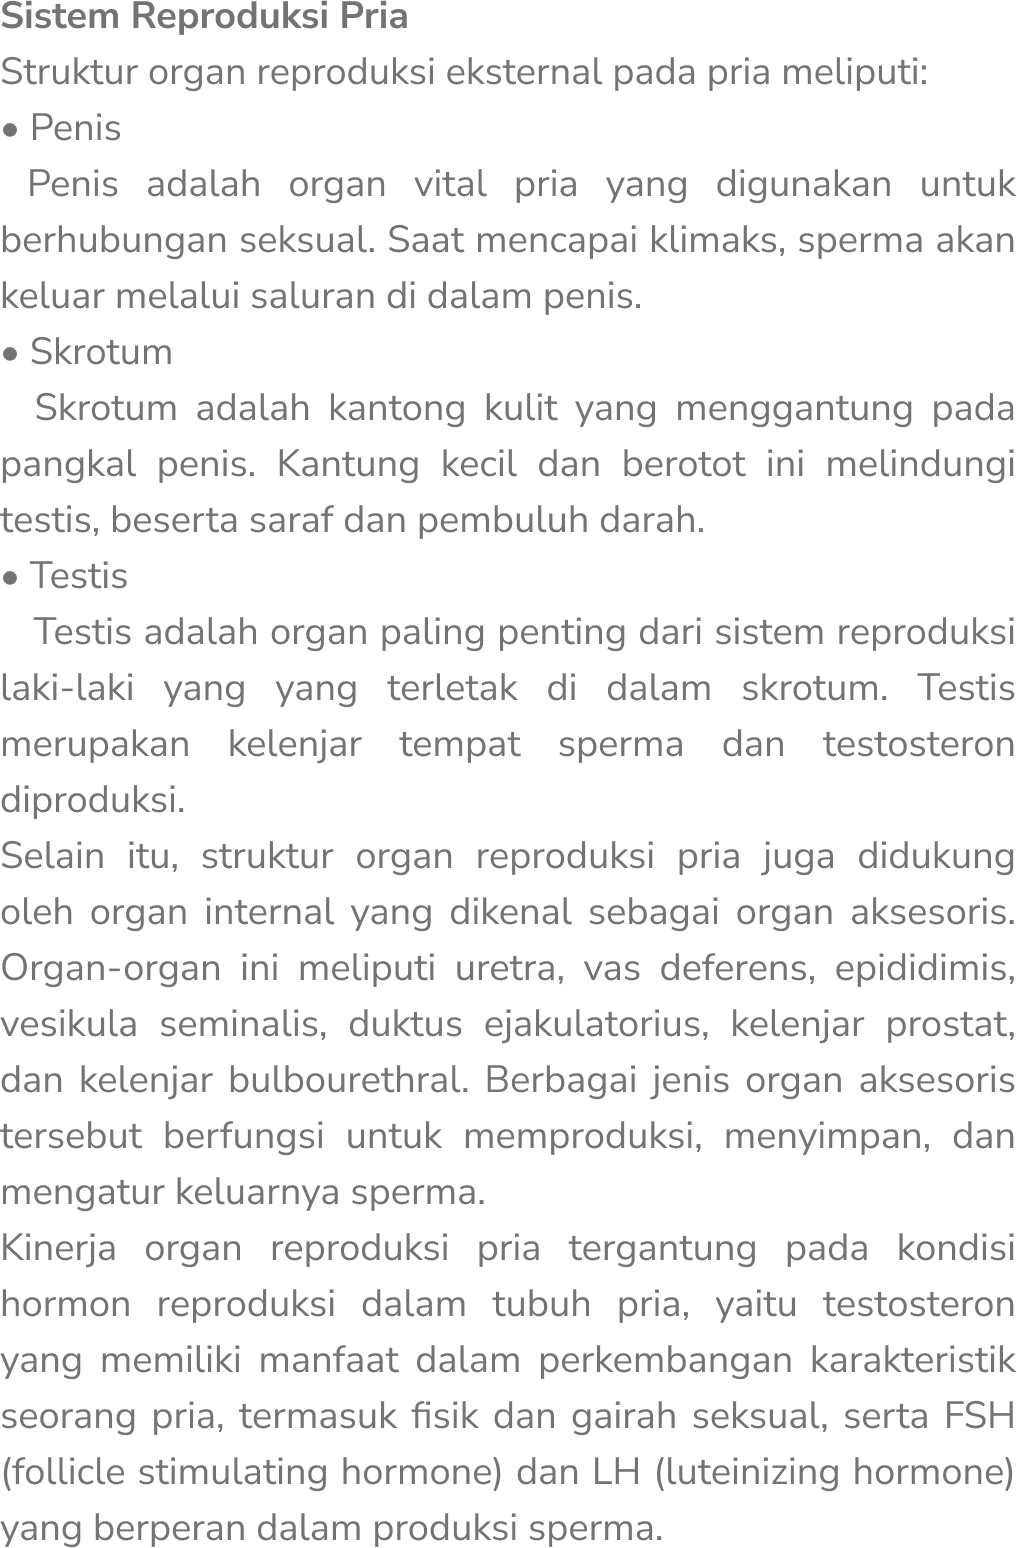 Sistem Reproduksi Pria
Struktur organ reproduksi eksternal pada pria meliputi:
• Penis
Penis adalah organ vital pria yang digunakan untuk
berhubungan seksual. Saat mencapai klimaks, sperma akan
keluar melalui saluran di dalam penis.
• Skrotum
Skrotum adalah kantong kulit yang menggantung pada
pangkal penis. Kantung kecil dan berotot ini melindungi
testis, beserta saraf dan pembuluh darah.
• Testis
Testis adalah organ paling penting dari sistem reproduksi
laki-laki yang yang terletak di dalam skrotum. Testis
merupakan kelenjar tempat sperma dan testosteron
diproduksi.
Selain itu, struktur organ reproduksi pria juga didukung
oleh organ internal yang dikenal sebagai organ aksesoris.
Organ-organ ini meliputi uretra, vas deferens, epididimis,
vesikula seminalis, duktus ejakulatorius, kelenjar prostat,
dan kelenjar bulbourethral. Berbagai jenis organ aksesoris
tersebut berfungsi untuk memproduksi, menyimpan, dan
mengatur keluarnya sperma.
Kinerja organ reproduksi pria tergantung pada kondisi
hormon reproduksi dalam tubuh pria, yaitu testosteron
yang memiliki manfaat dalam perkembangan karakteristik
seorang pria, termasuk fisik dan gairah seksual, serta FSH
(follicle stimulating hormone) dan LH (luteinizing hormone)
yang berperan dalam produksi sperma.